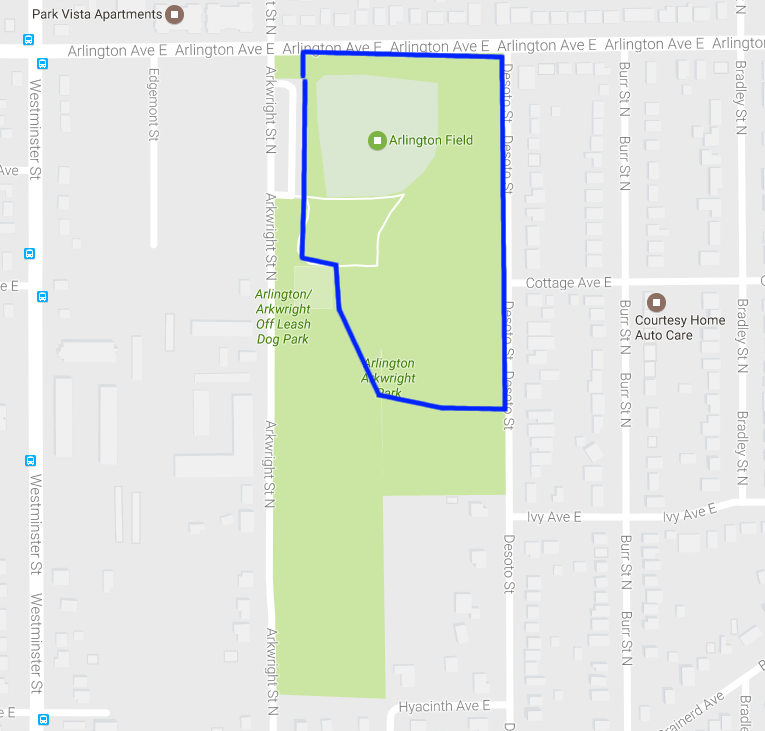 Park Vista Apartments
t St N
N
Arlington Ave E
Arlington Ave E
Arlington Ave E
Arlington Ave E
Arlington Ave E
Arlington Ave E
Arlingto
Westminster St
Edgemont St
Arkwright St N
Desoto St
Burr St N
Bradley St N
Arlington Field
Desoto St
Ave
Arkwright St N
e E
Cottage Ave E
C
Arlington/
Arkwright
Off Leash
Dog Park
Courtesy Home
Auto Care
Desoto St
Burr St N
Bradley St N
Arlington
Arkwright
Park
Desoto St
Burr St N
Bradley St N
Arkwright St N
Westminster St
Ivy Ave E
Ivy Ave E
Desoto St
Burr St N
Westminster St
Arkwright St N
Burr St N
Hyacinth Ave E
e E
Brainerd Ave
Bradle
D